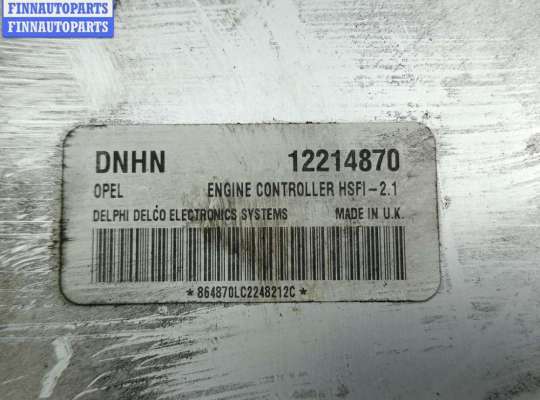 FINNAUTOPARTS
FINNAUTOPARTS
DNHN 12214870
OPEL ENGINE CONTROLLER HSFI-2.1
DELPHI DELCO ELECTRONICS SYSTEMS MADE IN U.K.
*864870LC2248212C*